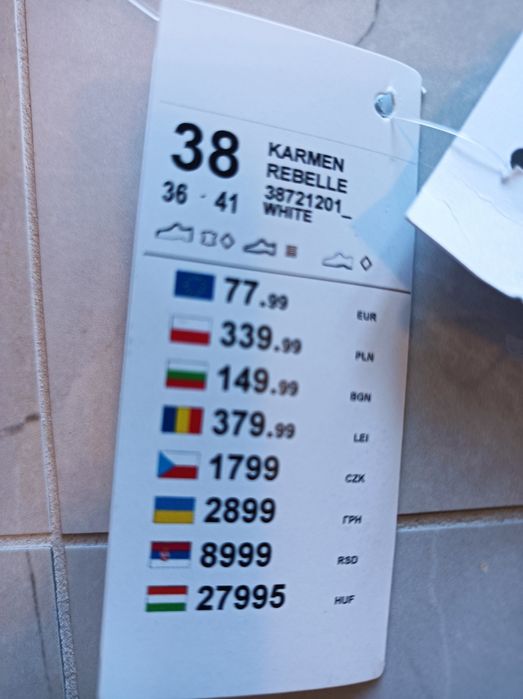 38
36 - 41
KARMEN
REBELLE
38721201_
WHITE
77.99 EUR
339.99 PLN
149.99 BGN
379.99 LEI
1799 CZK
2899 ГРН
8999 RSD
27995 HUF